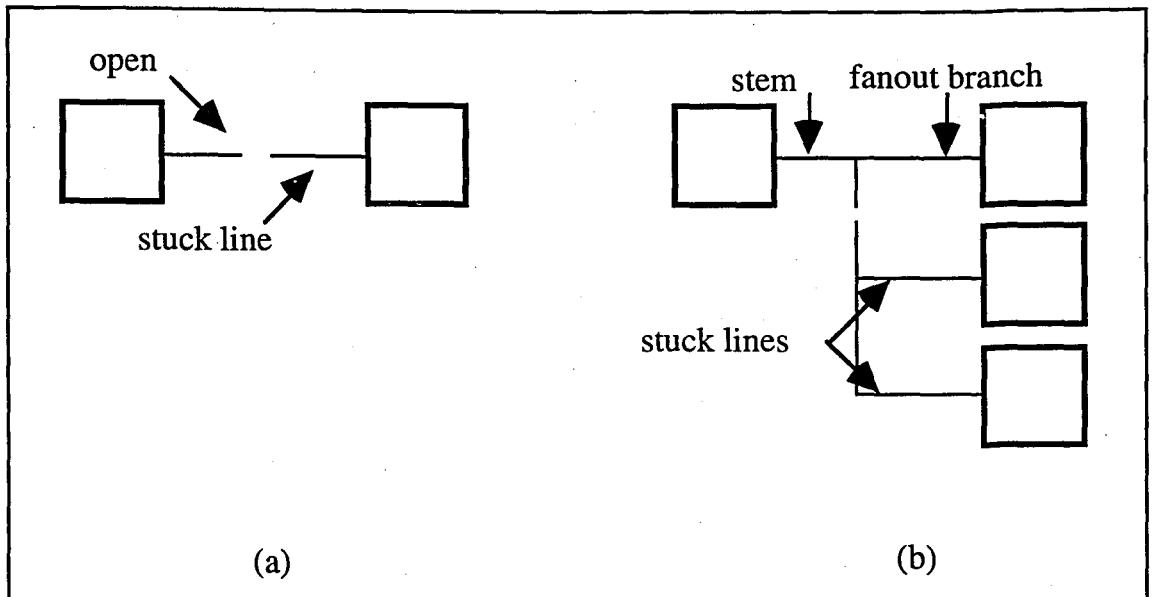 open
stuck line
(a)
stem
fanout branch
stuck lines
(b)